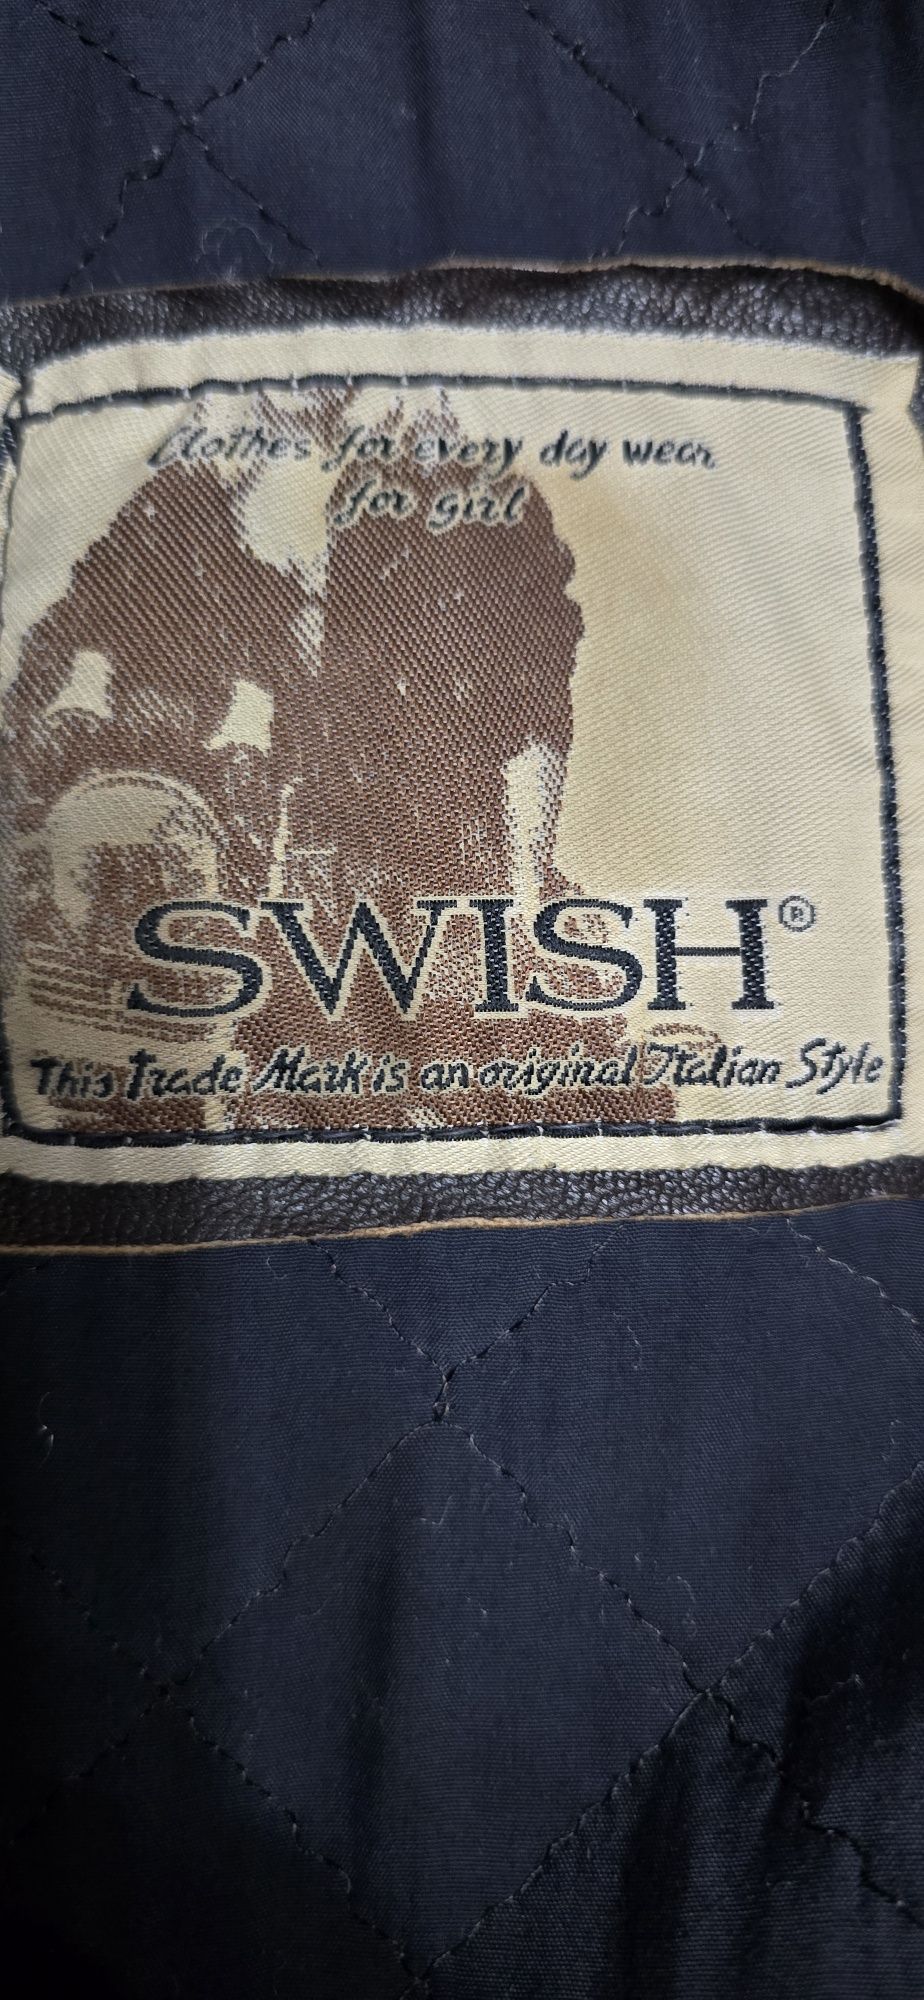 Clothes for every day wear
for girl
SWISH®
This Trade Mark is an original Italian Style